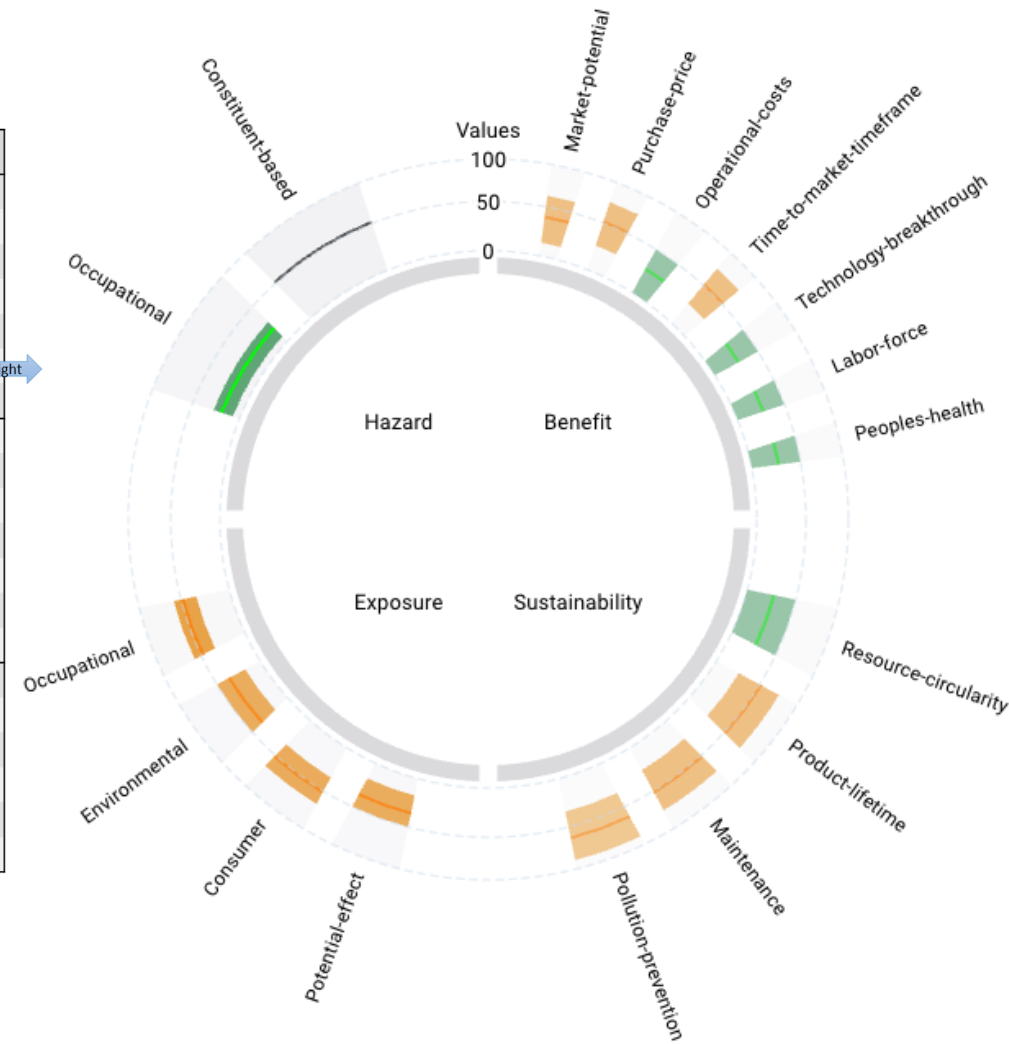 Values
100
50
0
Market-potential
Purchase-price
Operational-costs
Time-to-market-timeframe
Technology-breakthrough
Labor-force
Peoples-health
Resource-circularity
Product-lifetime
Maintenance
Pollution-prevention
Potential-effect
Consumer
Environmental
Occupational
Occupational
Constituent-based
Hazard
Benefit
Exposure
Sustainability
ght